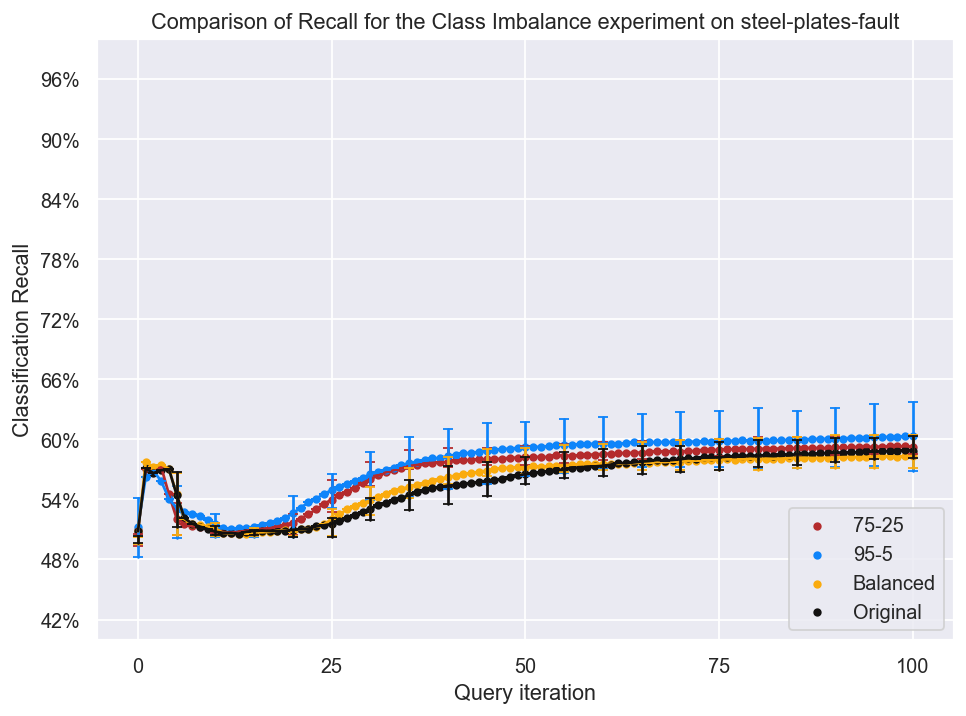 Comparison of Recall for the Class Imbalance experiment on steel-plates-fault
96%
90%
84%
78%
72%
66%
60%
54%
48%
42%
Classification Recall
75-25
95-5
Balanced
Original
0 25 50 75 100
Query iteration